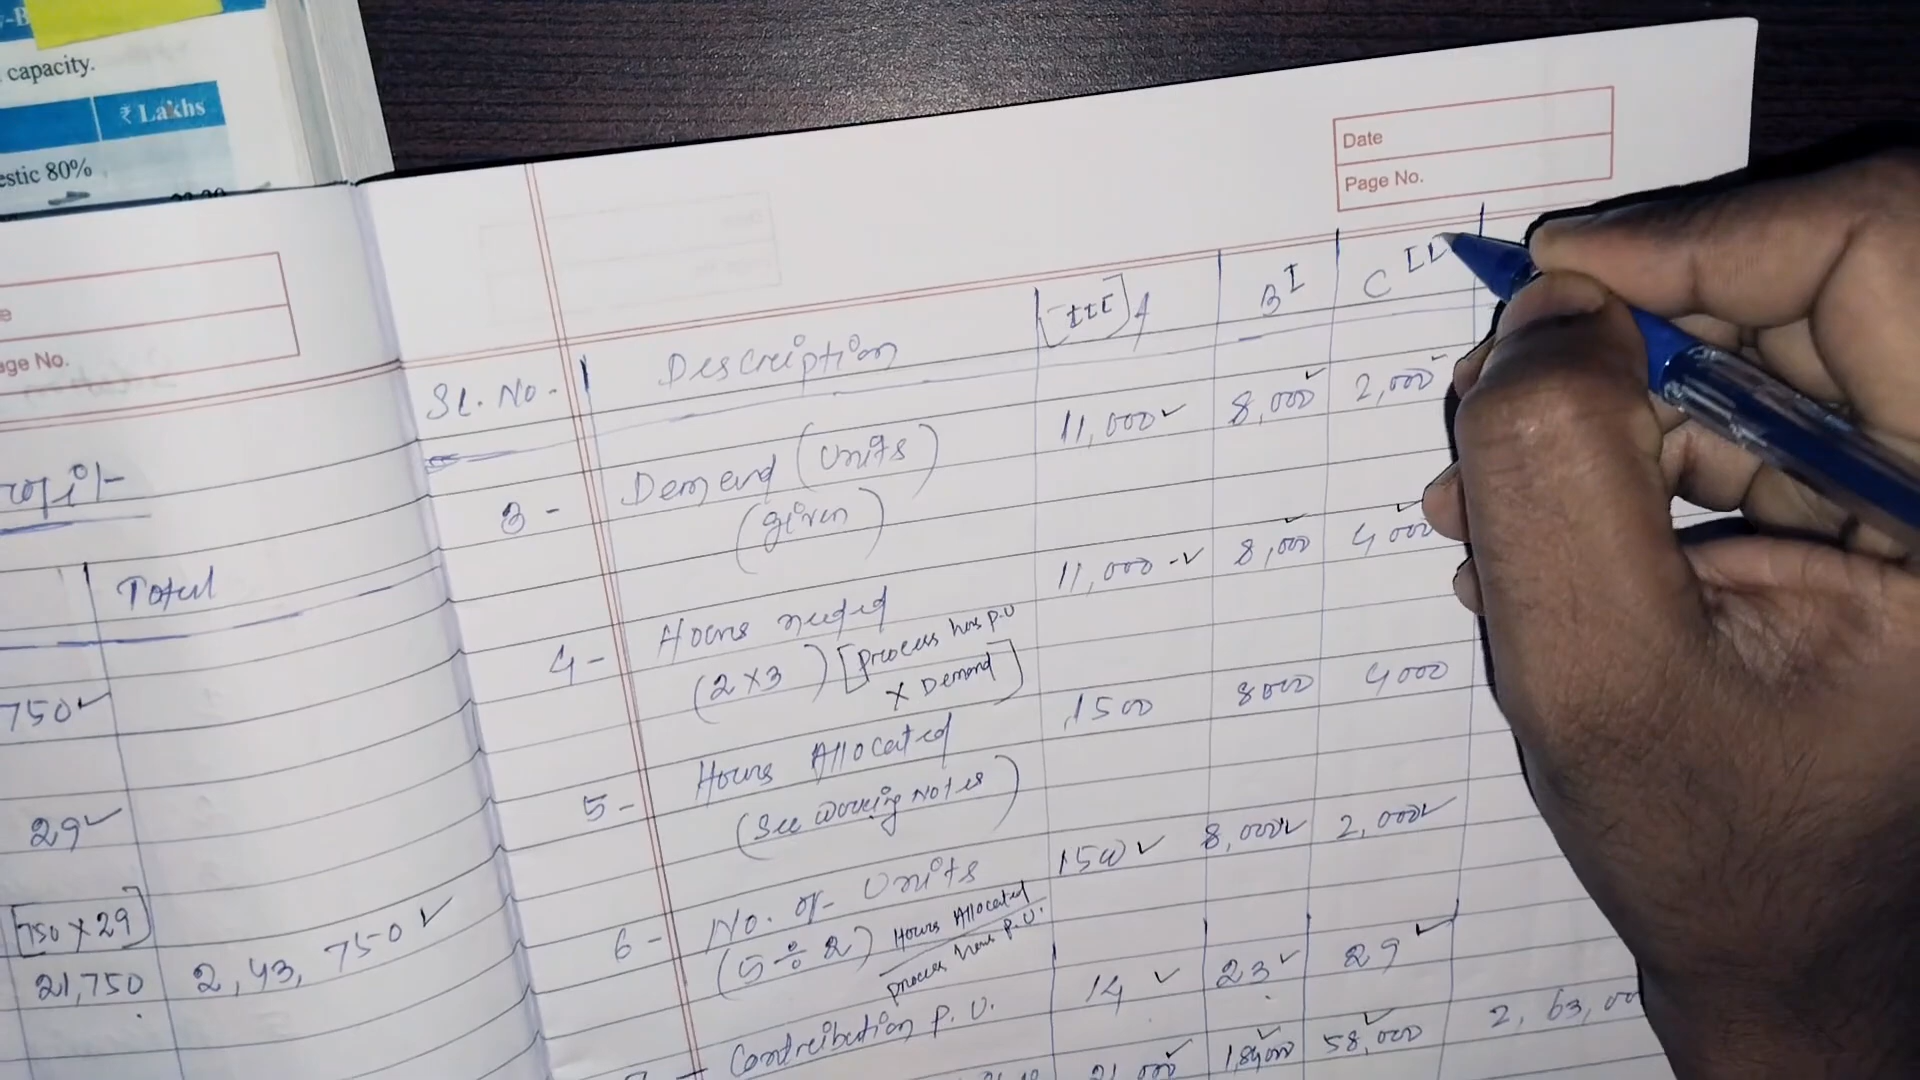 capacity.
₹ Lakhs
estic 80%
Date
Page No.
age No.
Total
750✓
29✓
[750 × 29]
21,750 2,43,750✓
Sl. No. Description [III] A B I C II
3- Demand (Units) 11,000✓ 8,000✓ 2,000✓
(given)
4- Hours needed 11,000-✓ 8,000✓ 4000
(2×3) [process hrs p.u
× Demand]
5- Hours Allocated 1500 8000 4000
(See working Notes)
6- No. of Units 1500✓ 8,000✓ 2,000✓
(5÷2) Hours Allocated
process hours p.u.
Contribution p.u. 14✓ 23✓ 29✓
21,000✓ 1,84,000✓ 58,000✓ 2,63,00